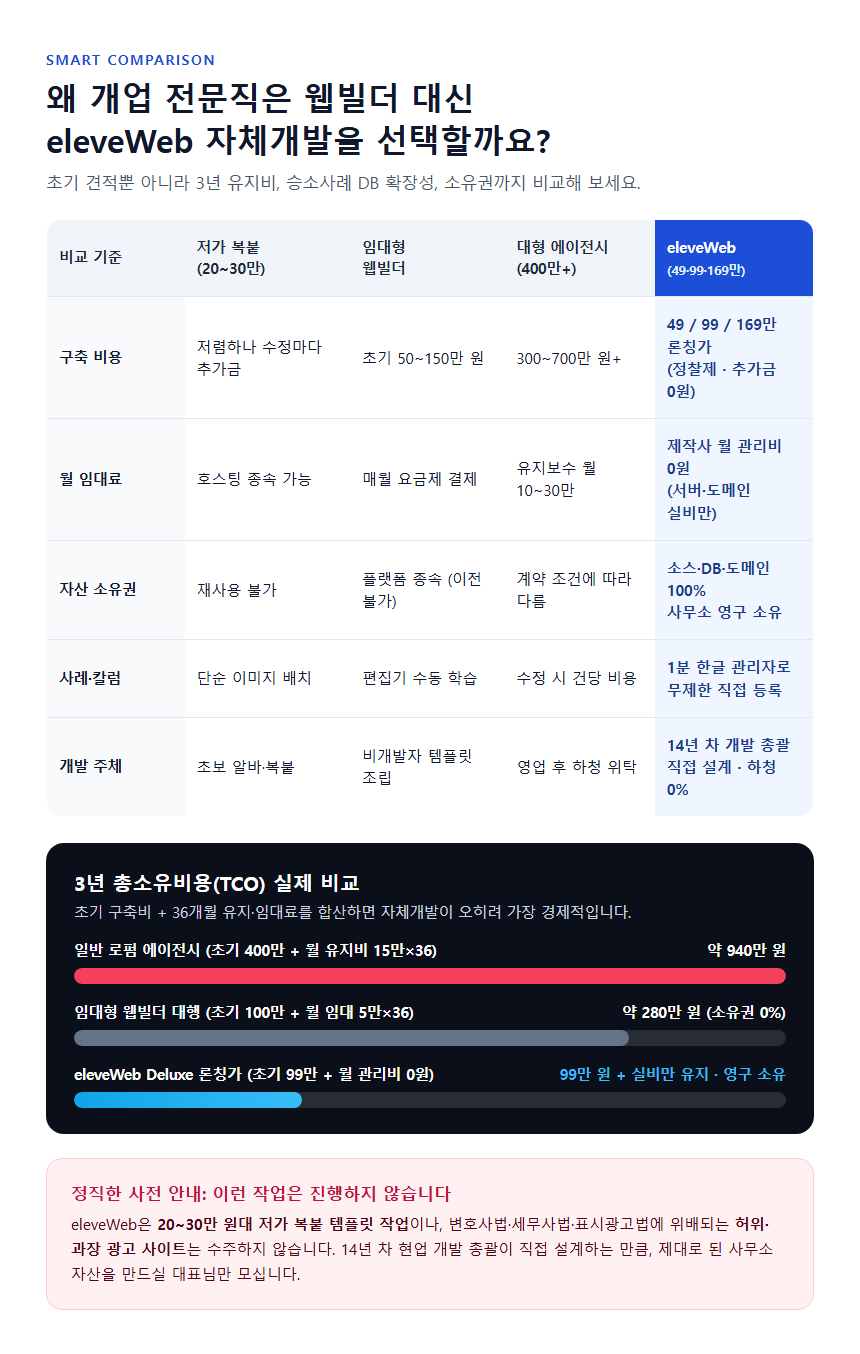 SMART COMPARISON
왜 개업 전문직은 웹빌더 대신
eleveWeb 자체개발을 선택할까요?
초기 견적뿐 아니라 3년 유지비, 승소사례 DB 확장성, 소유권까지 비교해 보세요.
비교 기준
저가 복붙
(20~30만)
임대형
웹빌더
대형 에이전시
(400만+)
eleveWeb
(49·99·169만)
구축 비용
저렴하나 수정마다
추가금
초기 50~150만 원
300~700만 원+
49 / 99 / 169만
론칭가
(정찰제 · 추가금
0원)
월 임대료
호스팅 종속 가능
매월 요금제 결제
유지보수 월
10~30만
제작사 월 관리비
0원
(서버·도메인
실비만)
자산 소유권
재사용 불가
플랫폼 종속 (이전
불가)
계약 조건에 따라
다름
소스·DB·도메인
100%
사무소 영구 소유
사례·칼럼
단순 이미지 배치
편집기 수동 학습
수정 시 건당 비용
1분 한글 관리자로
무제한 직접 등록
개발 주체
초보 알바·복붙
비개발자 템플릿
조립
영업 후 하청 위탁
14년 차 개발 총괄
직접 설계 · 하청
0%
3년 총소유비용(TCO) 실제 비교
초기 구축비 + 36개월 유지·임대료를 합산하면 자체개발이 오히려 가장 경제적입니다.
일반 로펌 에이전시 (초기 400만 + 월 유지비 15만×36)
약 940만 원
임대형 웹빌더 대행 (초기 100만 + 월 임대 5만×36)
약 280만 원 (소유권 0%)
eleveWeb Deluxe 론칭가 (초기 99만 + 월 관리비 0원)
99만 원 + 실비만 유지 · 영구 소유
정직한 사전 안내: 이런 작업은 진행하지 않습니다
eleveWeb은 20~30만 원대 저가 복붙 템플릿 작업이나, 변호사법·세무사법·표시광고법에 위배되는 허위·
과장 광고 사이트는 수주하지 않습니다. 14년 차 현업 개발 총괄이 직접 설계하는 만큼, 제대로 된 사무소
자산을 만드실 대표님만 모십니다.